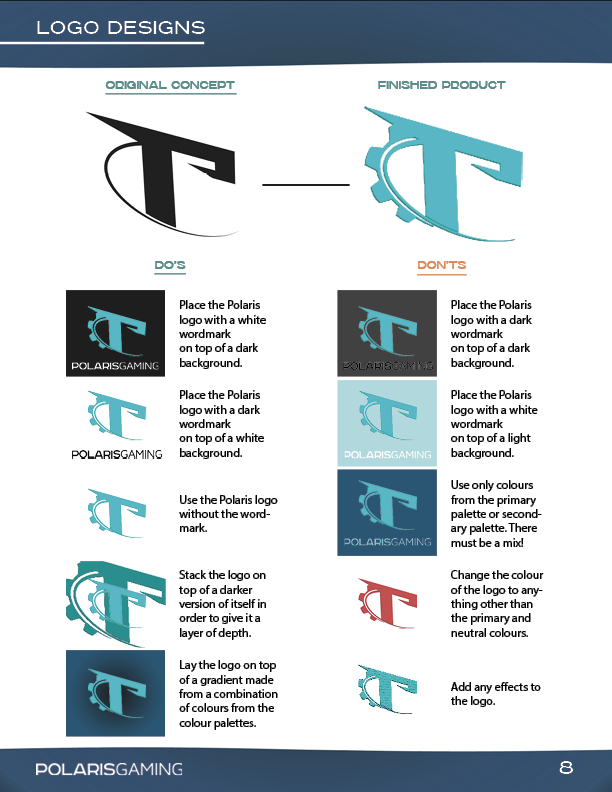 LOGO DESIGNS
ORIGINAL CONCEPT
FINISHED PRODUCT
DO'S
POLARISGAMING
Place the Polaris
logo with a white
wordmark
on top of a dark
background.
POLARISGAMING
Place the Polaris
logo with a dark
wordmark
on top of a white
background.
Use the Polaris logo
without the word-
mark.
Stack the logo on
top of a darker
version of itself in
order to give it a
layer of depth.
Lay the logo on top
of a gradient made
from a combination
of colours from the
colour palettes.
DON'TS
POLARISGAMING
Place the Polaris
logo with a dark
wordmark
on top of a dark
background.
POLARISGAMING
Place the Polaris
logo with a white
wordmark
on top of a light
background.
POLARISGAMING
Use only colours
from the primary
palette or second-
ary palette. There
must be a mix!
Change the colour
of the logo to any-
thing other than
the primary and
neutral colours.
Add any effects to
the logo.
POLARISGAMING
8